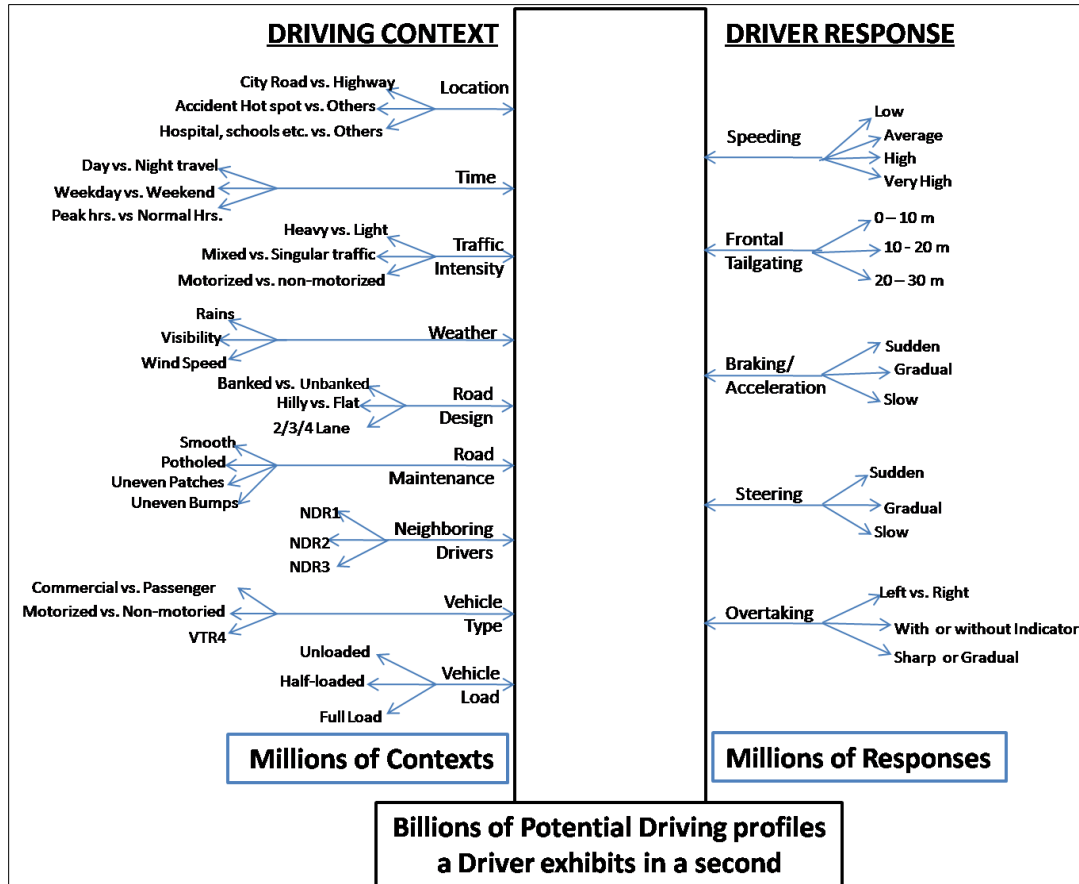 DRIVING CONTEXT
City Road vs. Highway
Accident Hot spot vs. Others
Hospital, schools etc. vs. Others
Location
Day vs. Night travel
Weekday vs. Weekend
Peak hrs. vs Normal Hrs.
Time
Heavy vs. Light
Mixed vs. Singular traffic
Motorized vs. non-motorized
Traffic
Intensity
Rains
Visibility
Wind Speed
Weather
Banked vs. Unbanked
Hilly vs. Flat
2/3/4 Lane
Road
Design
Smooth
Potholed
Uneven Patches
Uneven Bumps
Road
Maintenance
NDR1
NDR2
NDR3
Neighboring
Drivers
Commercial vs. Passenger
Motorized vs. Non-motoried
VTR4
Vehicle
Type
Unloaded
Half-loaded
Full Load
Vehicle
Load
Millions of Contexts
DRIVER RESPONSE
Speeding
Low
Average
High
Very High
Frontal
Tailgating
0 – 10 m
10 - 20 m
20 – 30 m
Braking/
Acceleration
Sudden
Gradual
Slow
Steering
Sudden
Gradual
Slow
Overtaking
Left vs. Right
With or without Indicator
Sharp or Gradual
Millions of Responses
Billions of Potential Driving profiles
a Driver exhibits in a second